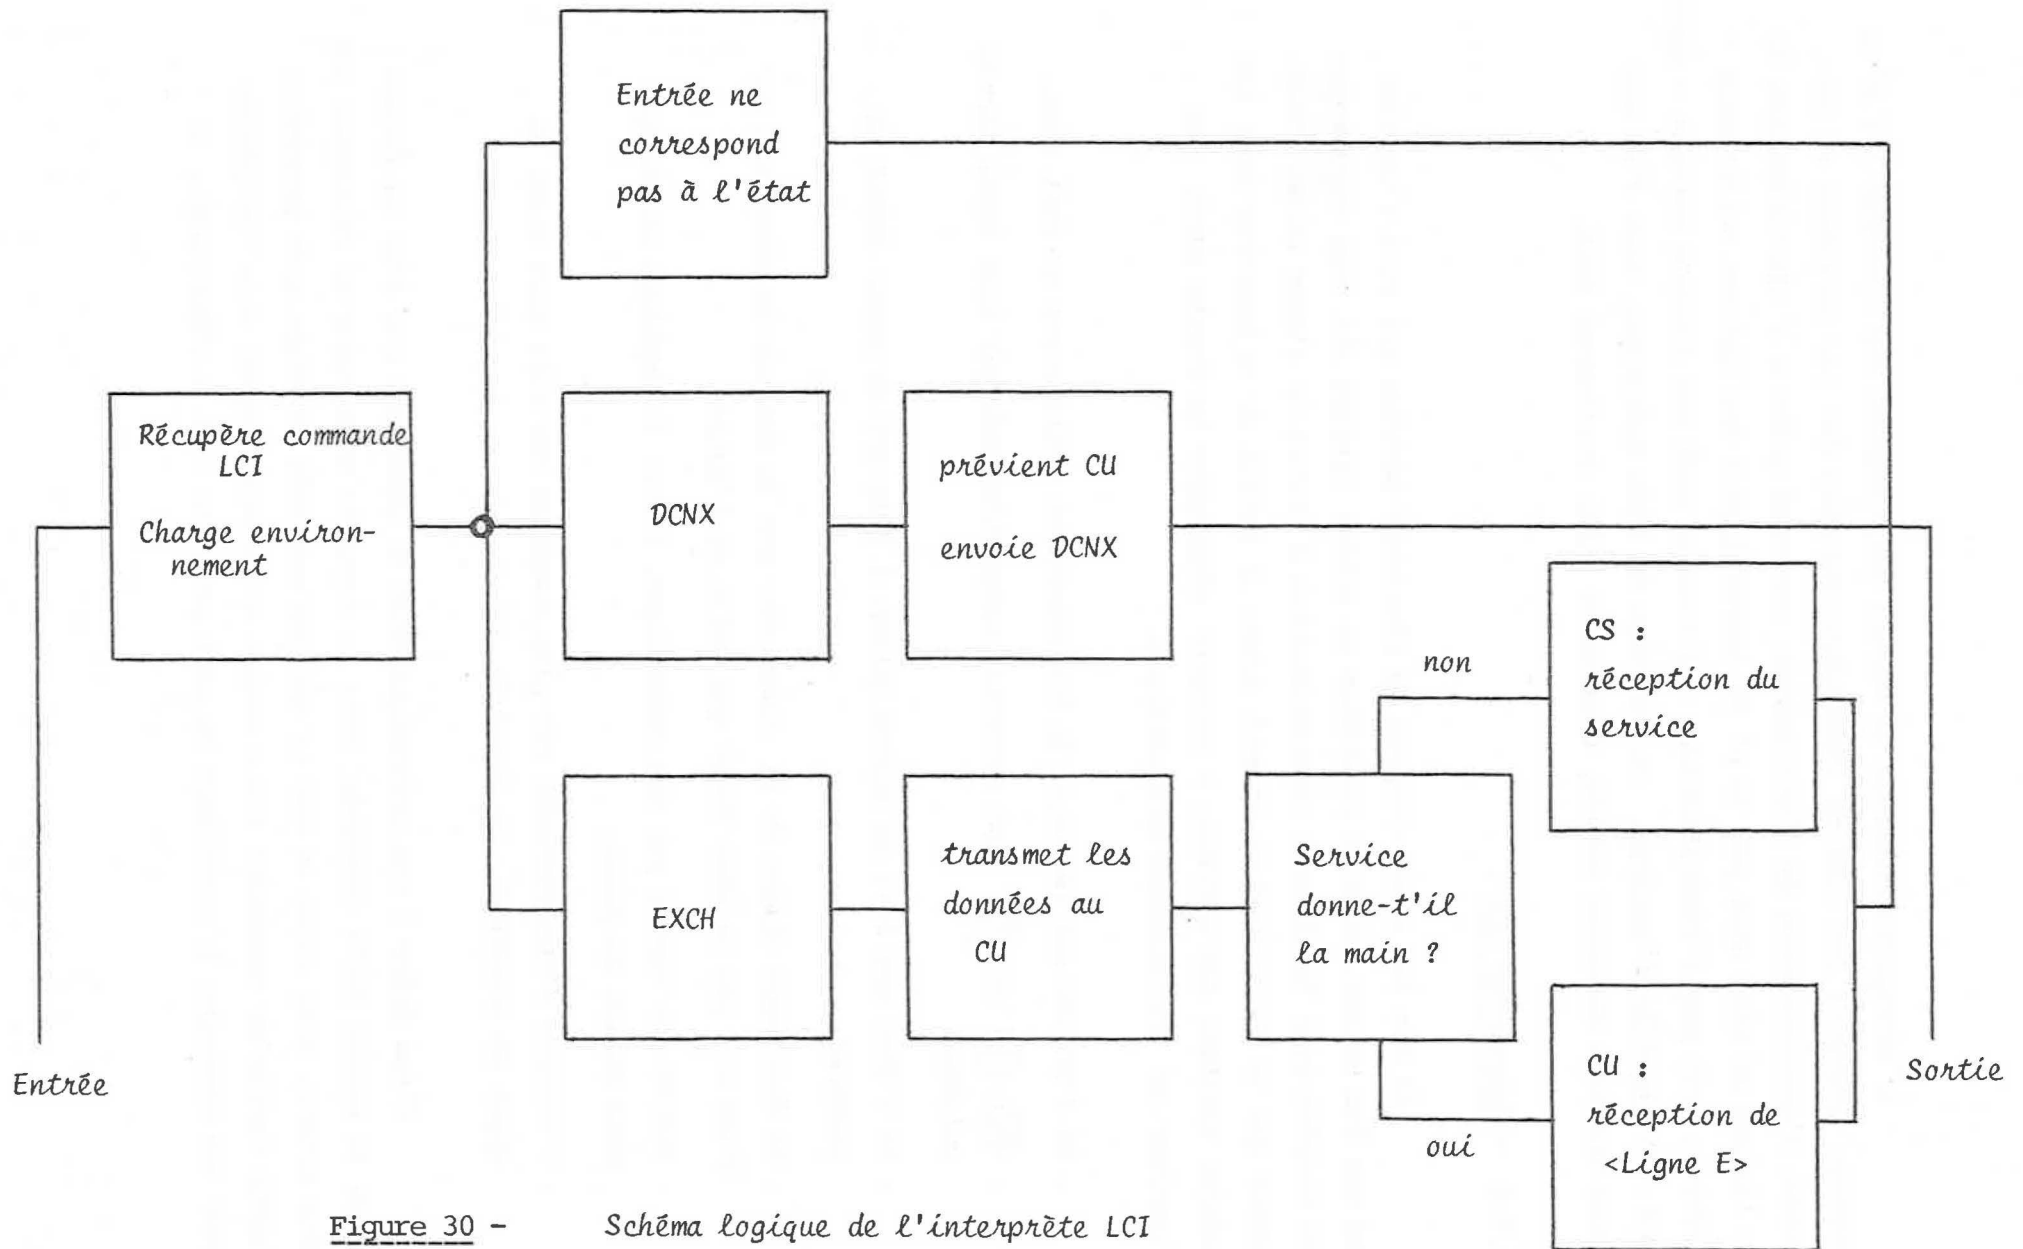 Entrée ne
correspond
pas à l'état
Récupère commande
LCI
Charge environ-
nement
DCNX
prévient CU
envoie DCNX
CS :
réception du
service
non
EXCH
transmet les
données au
CU
Service
donne-t'il
la main ?
CU :
réception de
<Ligne E>
oui
Entrée
Sortie
Figure 30 - Schéma logique de l'interprète LCI